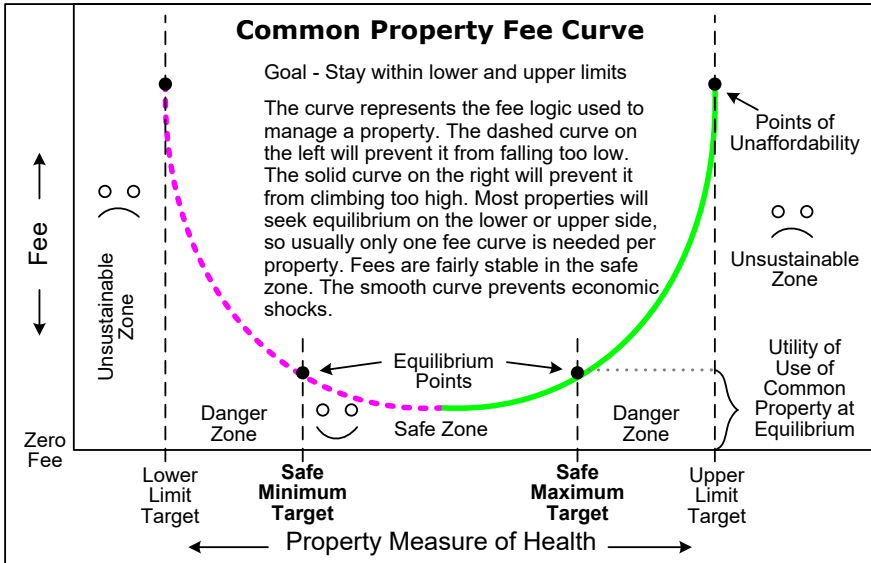 Common Property Fee Curve
Goal - Stay within lower and upper limits
The curve represents the fee logic used to
manage a property. The dashed curve on
the left will prevent it from falling too low.
The solid curve on the right will prevent it
from climbing too high. Most properties will
seek equilibrium on the lower or upper side,
so usually only one fee curve is needed per
property. Fees are fairly stable in the safe
zone. The smooth curve prevents economic
shocks.
Points of
Unaffordability
Fee
Unsustainable
Zone
Unsustainable
Zone
Equilibrium
Points
Utility of
Use of
Common
Property at
Equilibrium
Danger
Zone
Safe Zone
Danger
Zone
Zero
Fee
Lower
Limit
Target
Safe
Minimum
Target
Safe
Maximum
Target
Upper
Limit
Target
Property Measure of Health